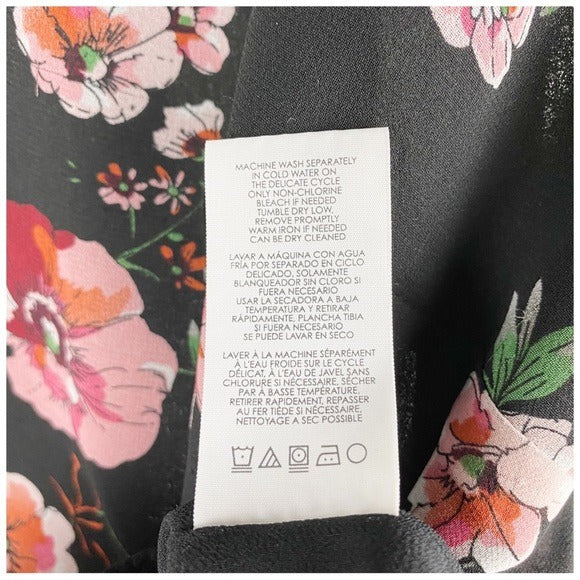 MACHINE WASH SEPARATELY
IN COLD WATER ON
THE DELICATE CYCLE
ONLY NON-CHLORINE
BLEACH IF NEEDED
TUMBLE DRY LOW,
REMOVE PROMPTLY
WARM IRON IF NEEDED
CAN BE DRY CLEANED
LAVAR A MÁQUINA CON AGUA
FRÍA POR SEPARADO EN CICLO
DELICADO, SOLAMENTE
BLANQUEADOR SIN CLORO SI
FUERA NECESARIO
USAR LA SECADORA A BAJA
TEMPERATURA Y RETIRAR
RÁPIDAMENTE, PLANCHA TIBIA
SI FUERA NECESARIO
SE PUEDE LAVAR EN SECO
LAVER À LA MACHINE SÉPARÉMENT
À L'EAU FROIDE SUR LE CYCLE
DÉLICAT, À L'EAU DE JAVEL SANS
CHLORURE SI NÉCESSAIRE, SÉCHER
PAR À BASSE TEMPÉRATURE,
RETIRER RAPIDEMENT, REPASSER
AU FER TIÈDE SI NÉCESSAIRE,
NETTOYAGE A SEC POSSIBLE